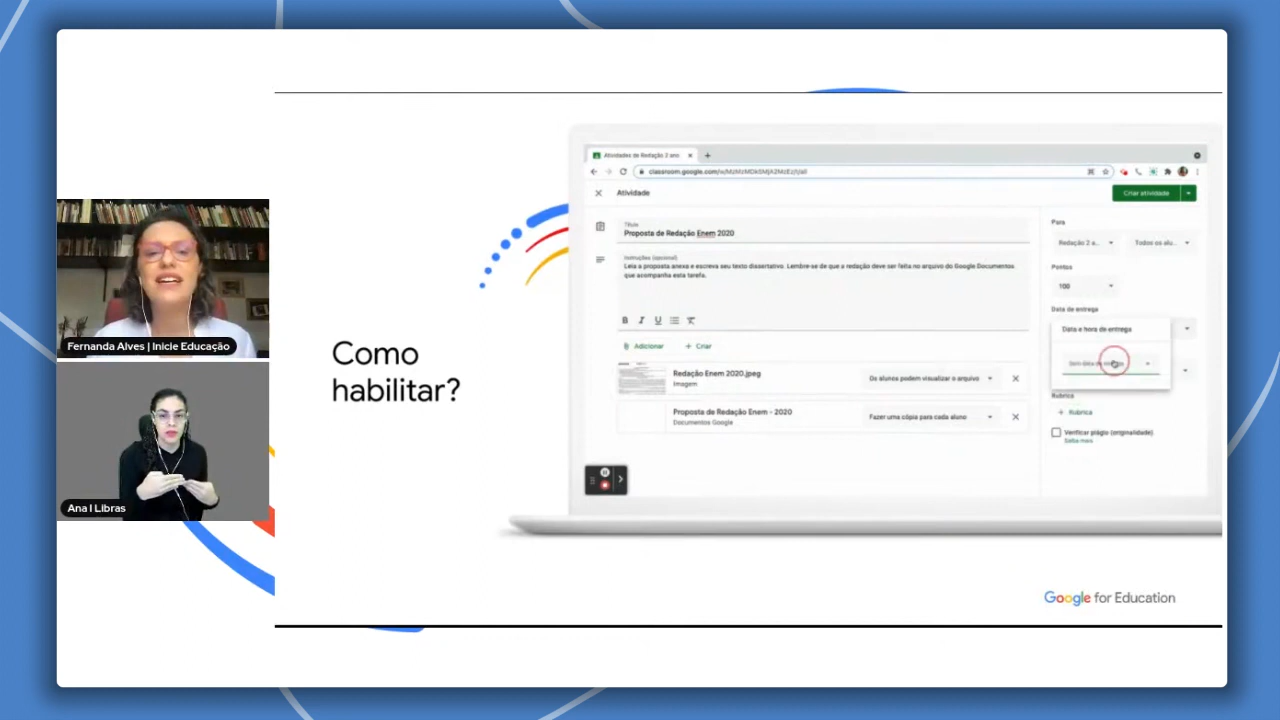 Fernanda Alves | Inicie Educação
Ana I Libras
Como
habilitar?
Atividades de Redação 2 ano
Atividade
Criar atividade
Título
Proposta de Redação Enem 2020
Instruções (opcional)
Leia a proposta anexa e escreva seu texto dissertativo. Lembre-se de que a redação deve ser feita no arquivo do Google Documentos
que acompanha esta tarefa.
B I U
Adicionar
+ Criar
Redação Enem 2020.jpeg
Imagem
Os alunos podem visualizar o arquivo
Proposta de Redação Enem - 2020
Documentos Google
Fazer uma cópia para cada aluno
Para
Redação 2 a...
Todos os alu...
Pontos
100
Data de entrega
Data e hora de entrega
Sem data de
Rubrica
+ Rubrica
Verificar plágio (originalidade)
Saiba mais
Google for Education